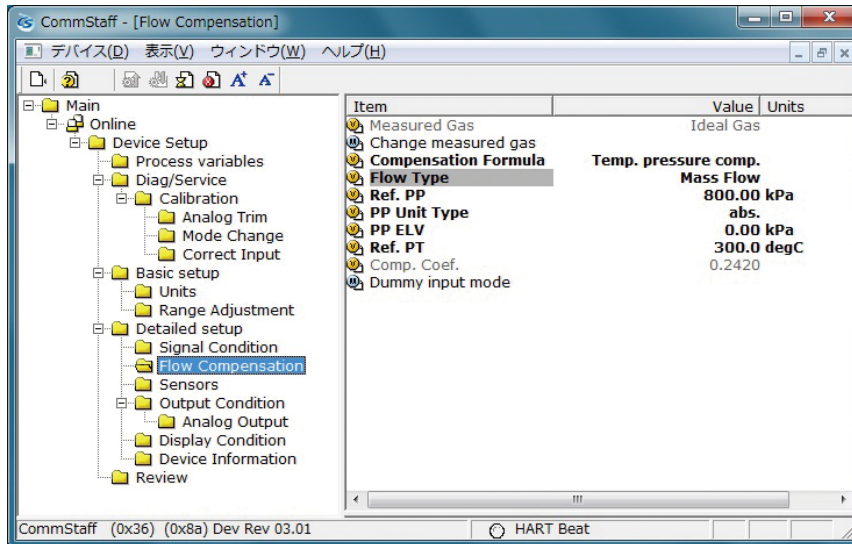 CommStaff - [Flow Compensation]
デバイス(D) 表示(V) ウィンドウ(W) ヘルプ(H)
Main
Online
Device Setup
Process variables
Diag/Service
Calibration
Analog Trim
Mode Change
Correct Input
Basic setup
Units
Range Adjustment
Detailed setup
Signal Condition
Flow Compensation
Sensors
Output Condition
Analog Output
Display Condition
Device Information
Review
Item Value Units
Measured Gas Ideal Gas
Change measured gas
Compensation Formula Temp. pressure comp.
Flow Type Mass Flow
Ref. PP 800.00 kPa
PP Unit Type abs.
PP ELV 0.00 kPa
Ref. PT 300.0 degC
Comp. Coef. 0.2420
Dummy input mode
CommStaff (0x36) (0x8a) Dev Rev 03.01 HART Beat